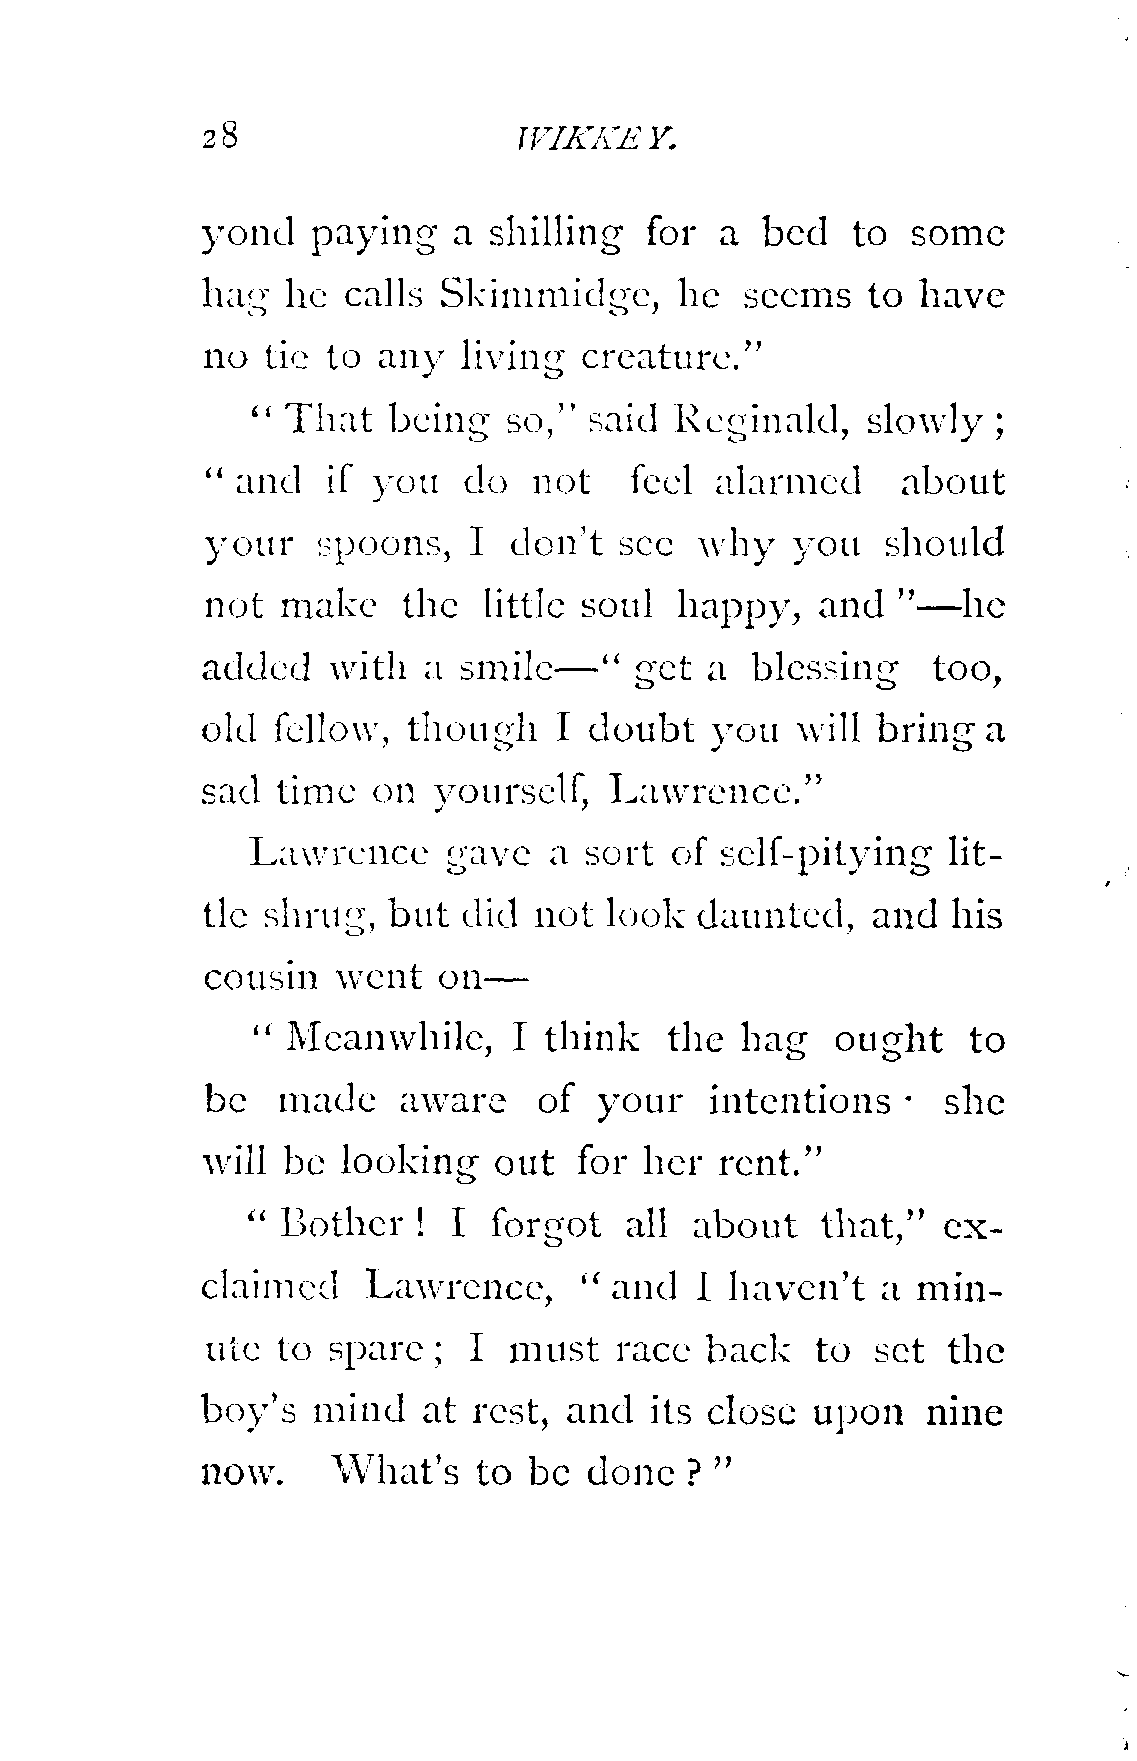 28 WIKKEY.
yond paying a shilling for a bed to some
hag he calls Skimmidge, he seems to have
no tie to any living creature."
" That being so," said Reginald, slowly ;
" and if you do not feel alarmed about
your spoons, I don't see why you should
not make the little soul happy, and "—he
added with a smile—" get a blessing too,
old fellow, though I doubt you will bring a
sad time on yourself, Lawrence."
Lawrence gave a sort of self-pitying lit-
tle shrug, but did not look daunted, and his
cousin went on—
" Meanwhile, I think the hag ought to
be made aware of your intentions · she
will be looking out for her rent."
" Bother ! I forgot all about that," ex-
claimed Lawrence, " and I haven't a min-
ute to spare ; I must race back to set the
boy's mind at rest, and its close upon nine
now. What's to be done ? "